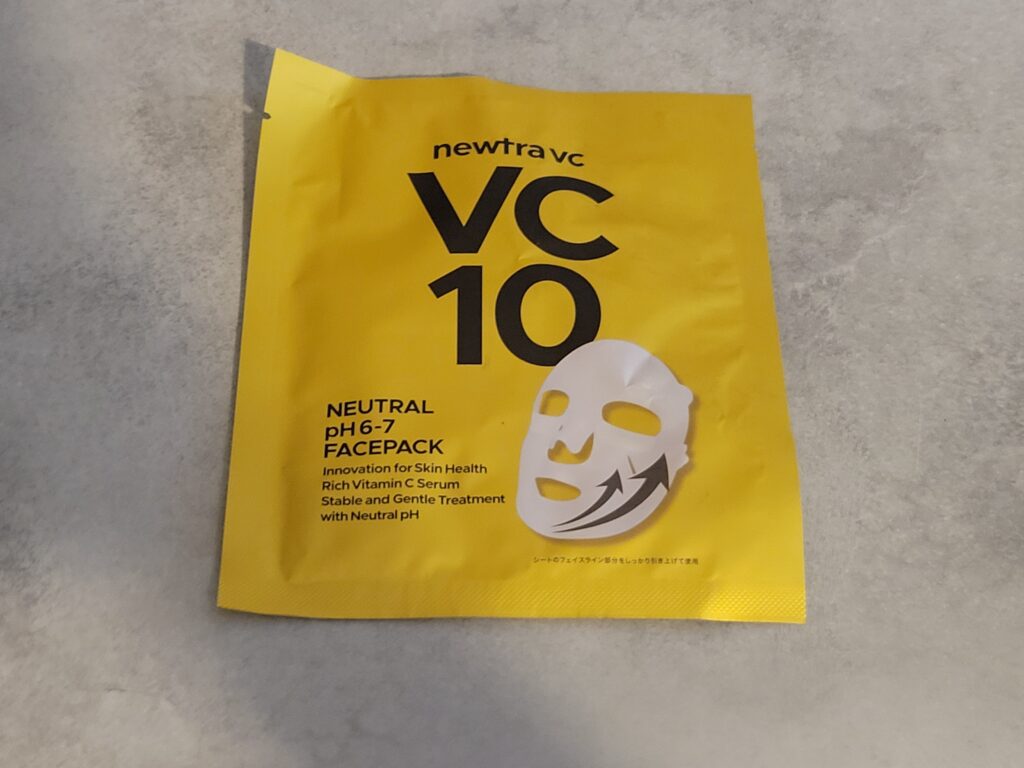 newtra vc
VC
10
NEUTRAL
pH 6-7
FACEPACK
Innovation for Skin Health
Rich Vitamin C Serum
Stable and Gentle Treatment
with Neutral pH
シートのフェイスライン部分をしっかり引き上げて使用